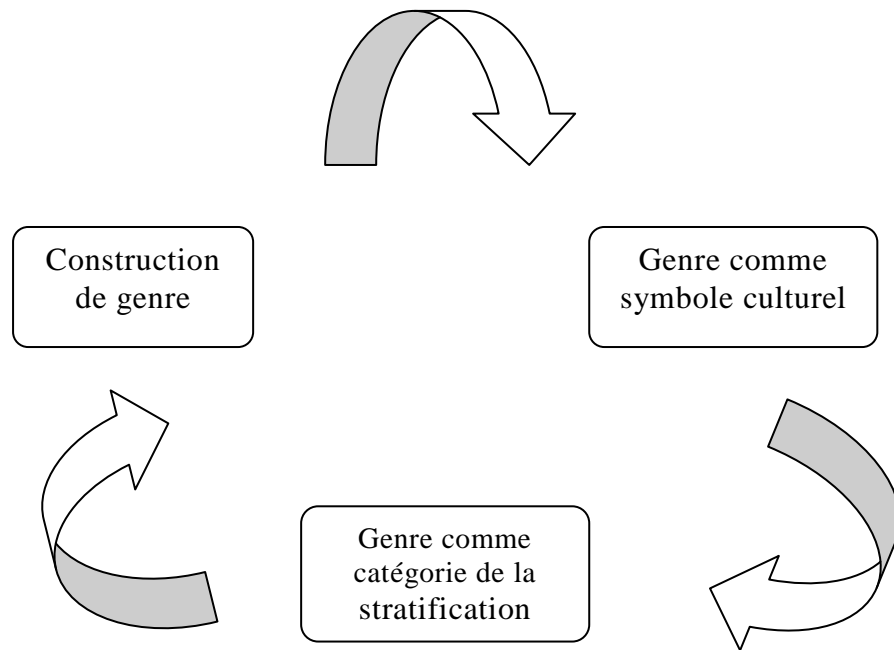 Construction
de genre
Genre comme
symbole culturel
Genre comme
catégorie de la
stratification